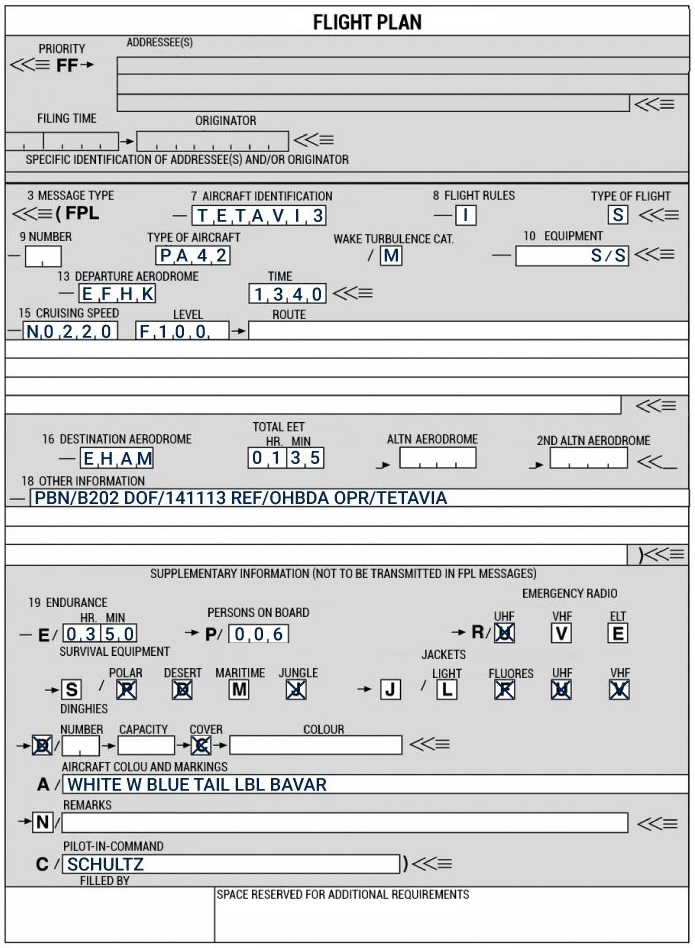 FLIGHT PLAN
PRIORITY ADDRESSEE(S)
<<≡ FF→
<<≡
FILING TIME ORIGINATOR
→ <<≡
SPECIFIC IDENTIFICATION OF ADDRESSEE(S) AND/OR ORIGINATOR
3 MESSAGE TYPE 7 AIRCRAFT IDENTIFICATION 8 FLIGHT RULES TYPE OF FLIGHT
<<≡ (FPL — TETAVI3 — I S <<≡
9 NUMBER TYPE OF AIRCRAFT WAKE TURBULENCE CAT. 10 EQUIPMENT
— PA42 / M — S/S <<≡
13 DEPARTURE AERODROME TIME
— EFHK 1340 <<≡
15 CRUISING SPEED LEVEL ROUTE
— N0220 F100 →
<<≡
16 DESTINATION AERODROME TOTAL EET HR. MIN ALTN AERODROME 2ND ALTN AERODROME
— EHAM 0135 → → <<_
18 OTHER INFORMATION
— PBN/B202 DOF/141113 REF/OHBDA OPR/TETAVIA
)<<≡
SUPPLEMENTARY INFORMATION (NOT TO BE TRANSMITTED IN FPL MESSAGES)
19 ENDURANCE EMERGENCY RADIO
HR. MIN PERSONS ON BOARD UHF VHF ELT
— E/ 0350 → P/ 006 → R/ U V E
SURVIVAL EQUIPMENT JACKETS
POLAR DESERT MARITIME JUNGLE LIGHT FLUORES UHF VHF
→ S / P D M J → J / L F U V
DINGHIES
NUMBER CAPACITY COVER COLOUR
→ D / → → C → <<≡
AIRCRAFT COLOU AND MARKINGS
A / WHITE W BLUE TAIL LBL BAVAR
REMARKS
→ N / <<≡
PILOT-IN-COMMAND
C / SCHULTZ )<<≡
FILLED BY
SPACE RESERVED FOR ADDITIONAL REQUIREMENTS